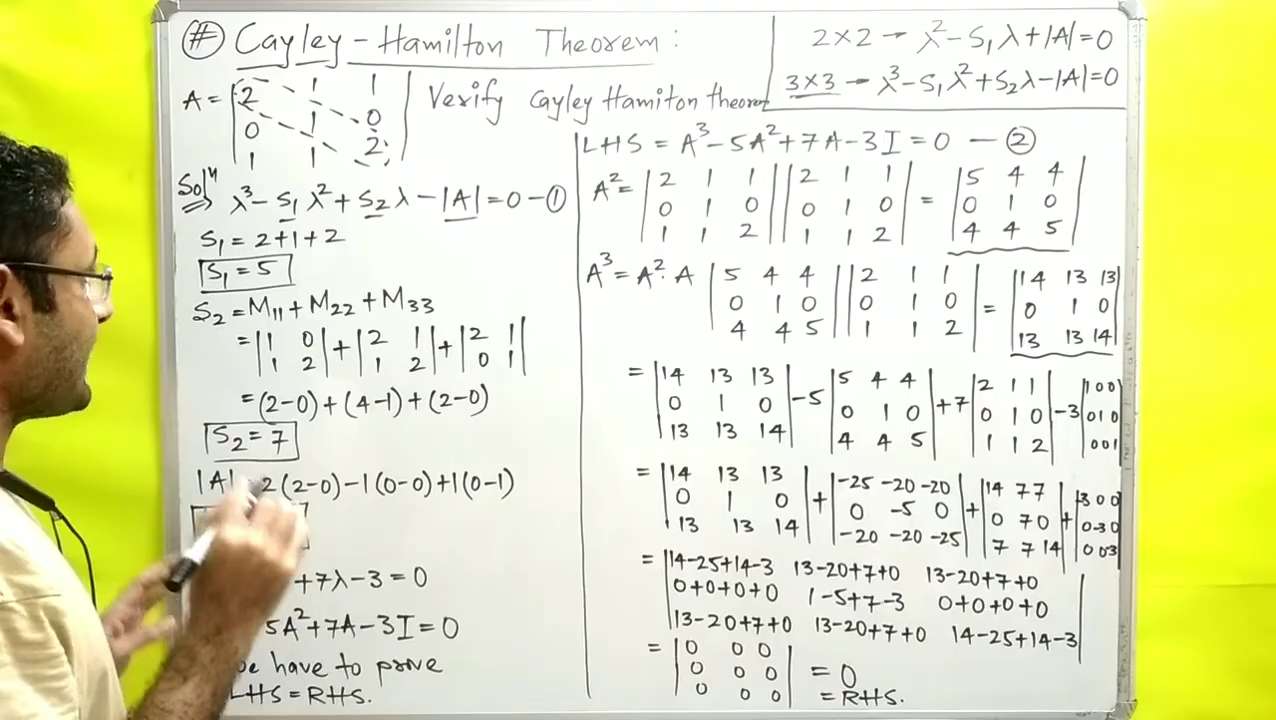 # Cayley-Hamilton Theorem:
2×2 → λ² - S₁λ + |A| = 0
3×3 → λ³ - S₁λ² + S₂λ - |A| = 0
A = |2 1 1| Verify Cayley Hamiton theorem
|0 1 0|
|1 1 2|
Solⁿ ⇒ λ³ - S₁λ² + S₂λ - |A| = 0 - ①
S₁ = 2+1+2
S₁ = 5
S₂ = M₁₁ + M₂₂ + M₃₃
= |1 0| + |2 1| + |2 1|
|1 2| |1 2| |0 1|
= (2-0) + (4-1) + (2-0)
S₂ = 7
|A| = 2(2-0) - 1(0-0) + 1(0-1)
+7λ - 3 = 0
5A² + 7A - 3I = 0
have to prove
LHS = RHS.
LHS = A³ - 5A² + 7A - 3I = 0 — ②
A² = |2 1 1| |2 1 1| = |5 4 4|
|0 1 0| |0 1 0| |0 1 0|
|1 1 2| |1 1 2| |4 4 5|
A³ = A². A |5 4 4| |2 1 1| = |14 13 13|
|0 1 0| |0 1 0| |0 1 0|
|4 4 5| |1 1 2| |13 13 14|
= |14 13 13| - 5 |5 4 4| + 7 |2 1 1| - 3 |1 0 0|
|0 1 0| |0 1 0| |0 1 0| |0 1 0|
|13 13 14| |4 4 5| |1 1 2| |0 0 1|
= |14 13 13| + |-25 -20 -20| + |14 7 7| + |3 0 0|
|0 1 0| |0 -5 0| |0 7 0| |0 -3 0|
|13 13 14| |-20 -20 -25| |7 7 14| |0 0 3|
= |14-25+14-3 13-20+7+0 13-20+7+0|
|0+0+0+0 1-5+7-3 0+0+0+0|
|13-20+7+0 13-20+7+0 14-25+14-3|
= |0 0 0|
|0 0 0| = 0
|0 0 0| = RHS.